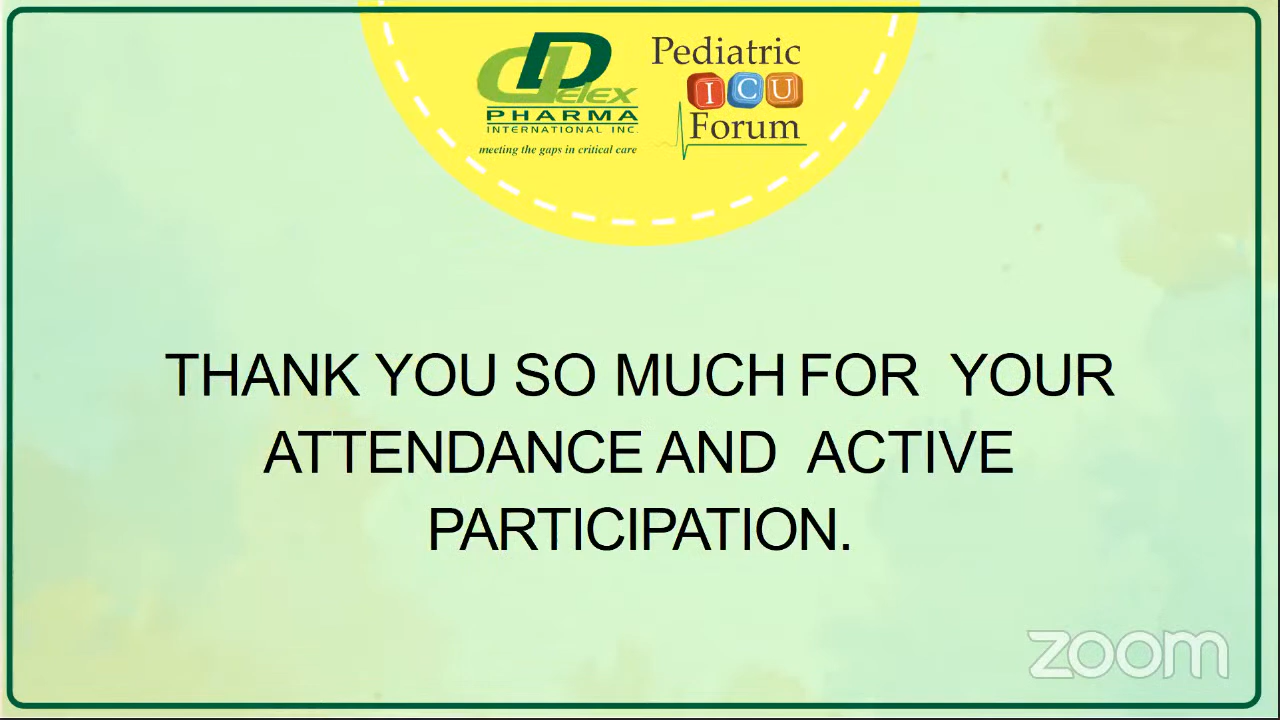 Delex
PHARMA
INTERNATIONAL INC.
meeting the gaps in critical care
Pediatric
ICU
Forum
THANK YOU SO MUCH FOR YOUR
ATTENDANCE AND ACTIVE
PARTICIPATION.
zoom